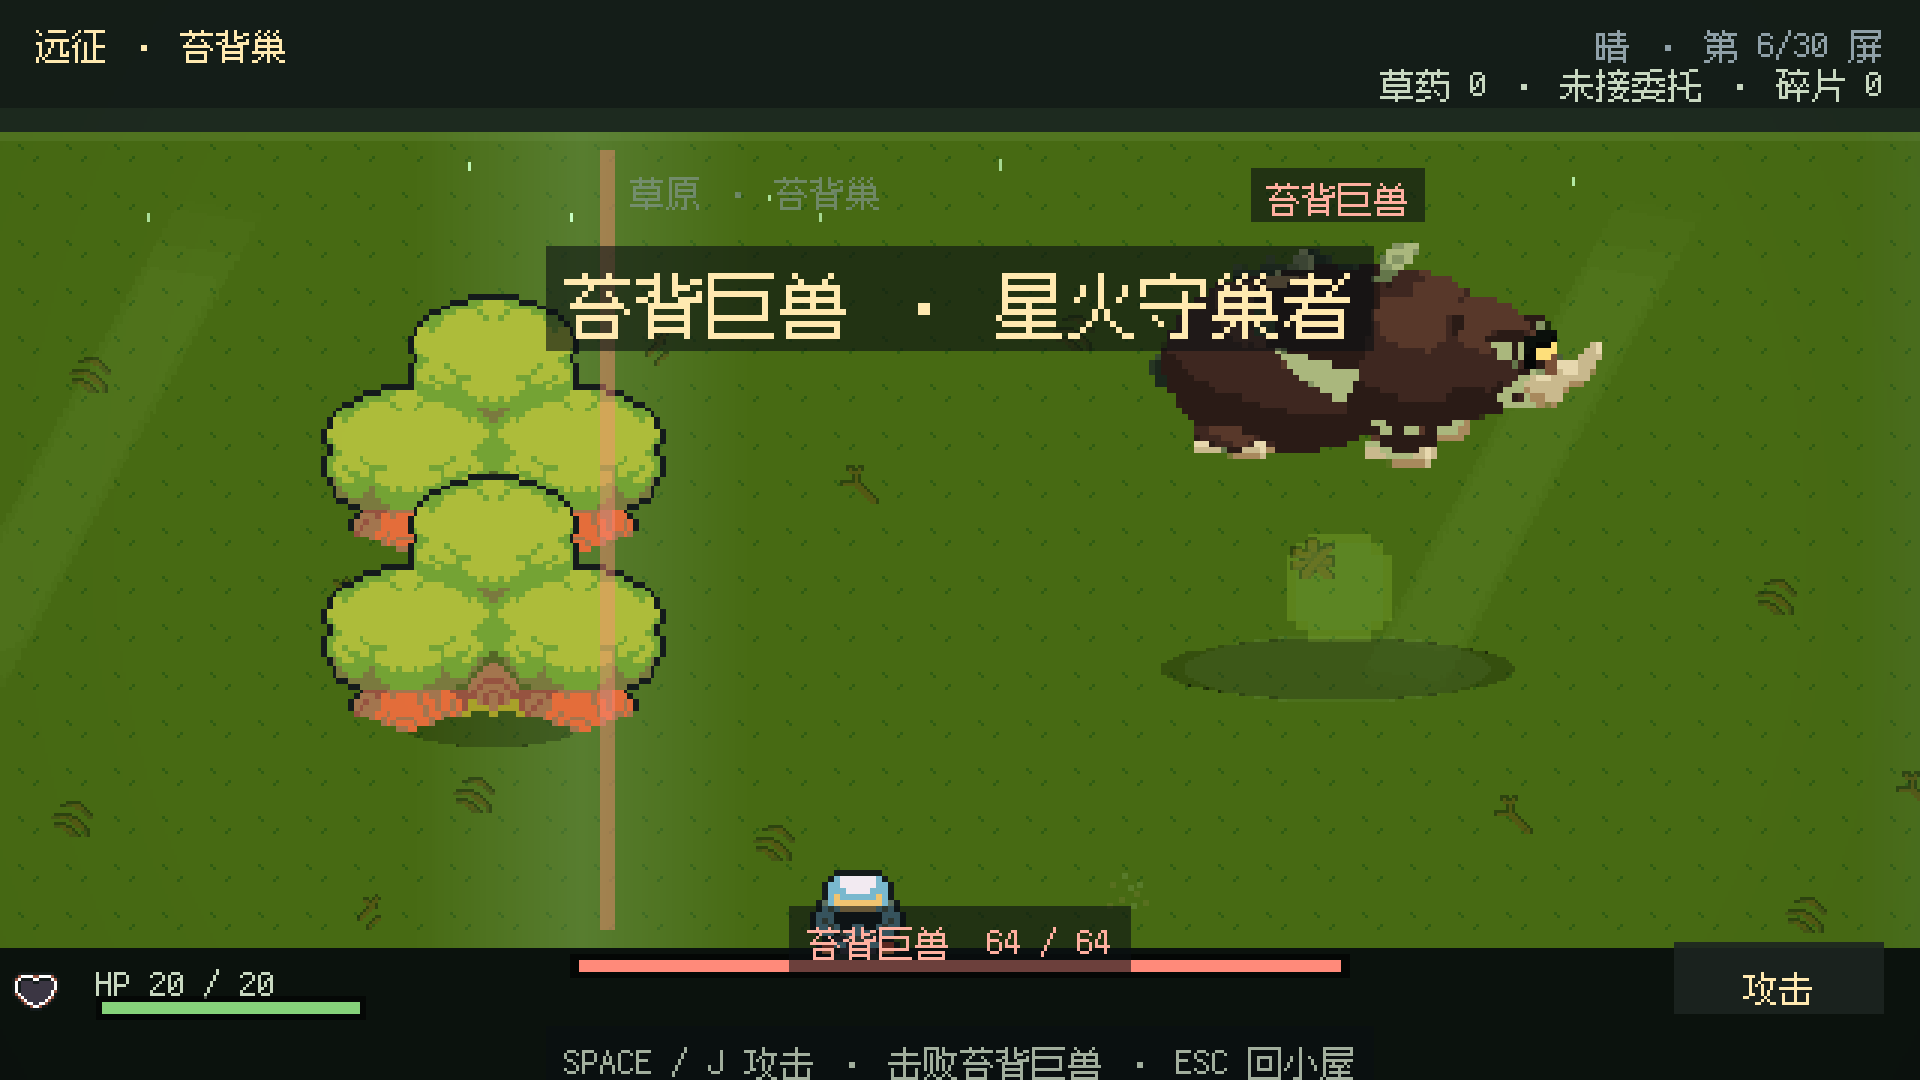 远征 · 苔背巢
晴 · 第 6/30 屏
草药 0 · 未接委托 · 碎片 0
草原 · 苔背巢
苔背巨兽
苔背巨兽 · 星火守巢者
苔背巨兽 64 / 64
HP 20 / 20
攻击
SPACE / J 攻击 · 击败苔背巨兽 · ESC 回小屋